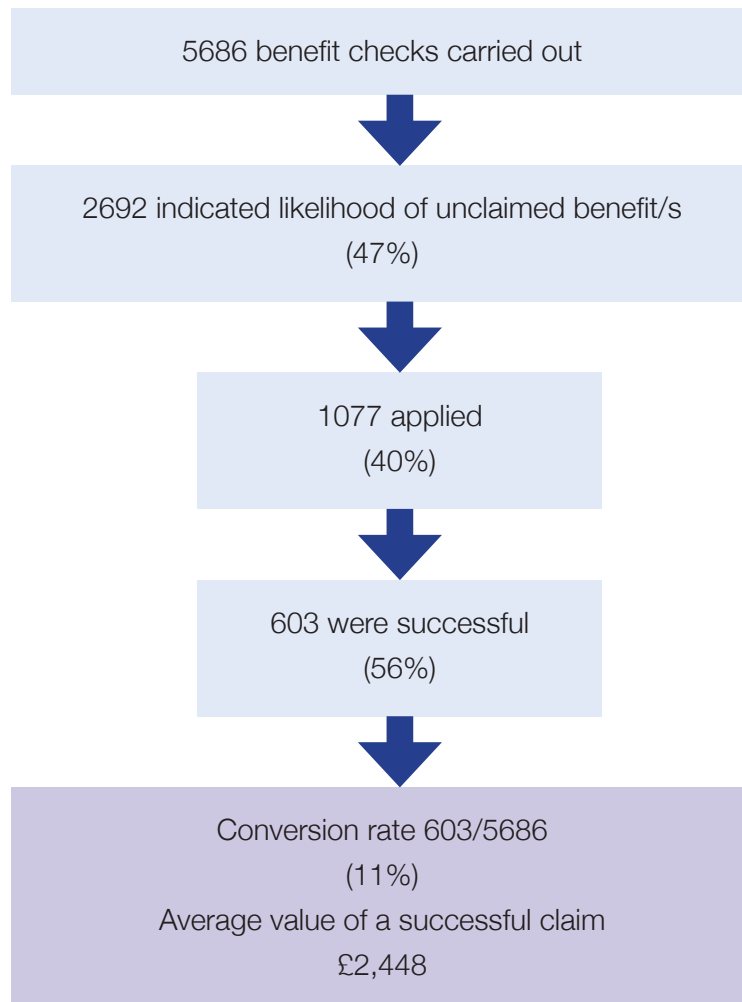 5686 benefit checks carried out
2692 indicated likelihood of unclaimed benefit/s
(47%)
1077 applied
(40%)
603 were successful
(56%)
Conversion rate 603/5686
(11%)
Average value of a successful claim
£2,448